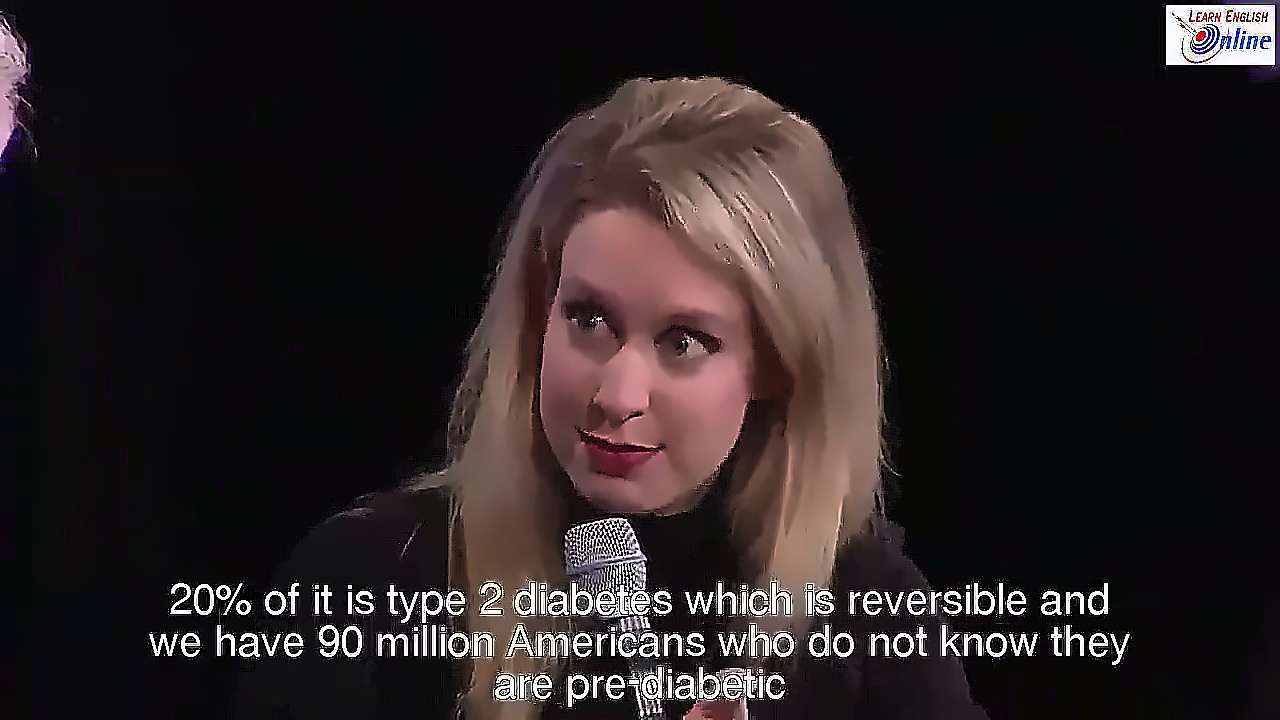 LEARN ENGLISH
Online
20% of it is type 2 diabetes which is reversible and
we have 90 million Americans who do not know they
are pre-diabetic